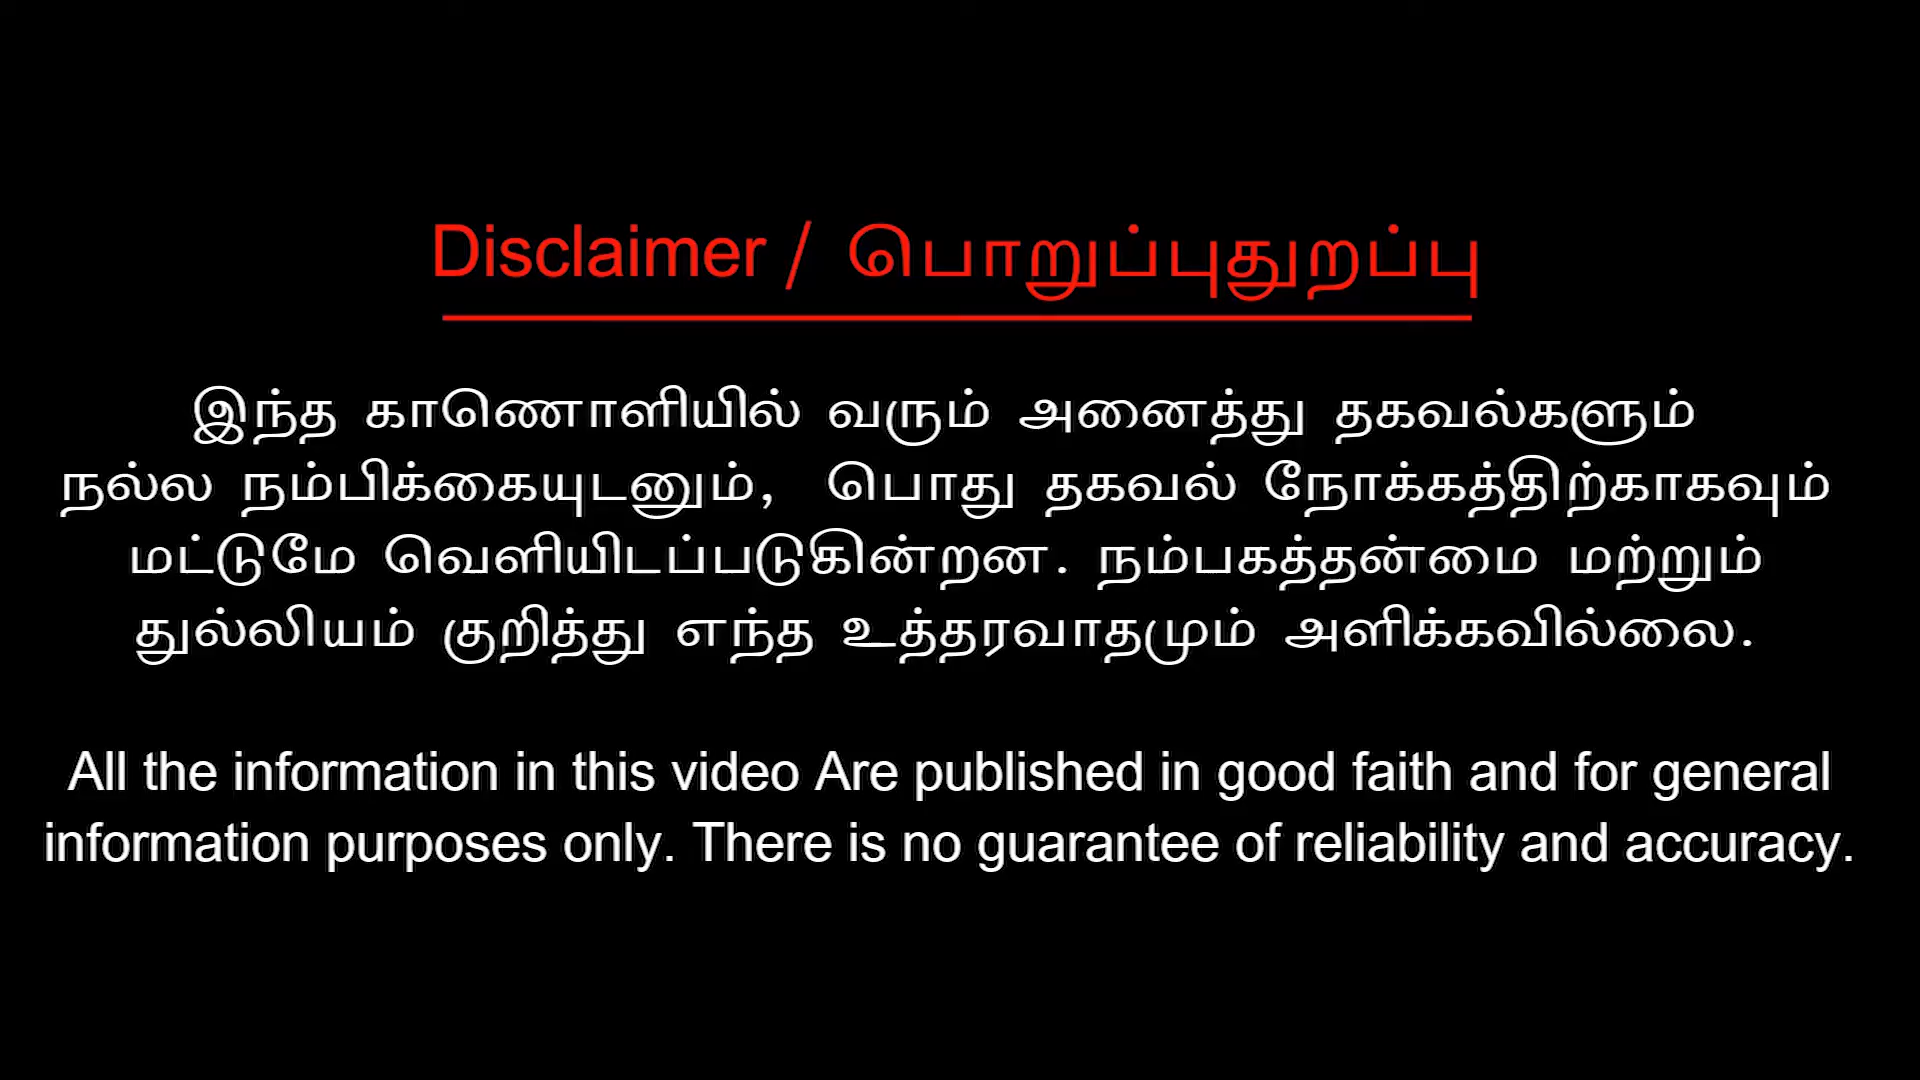 Disclaimer / பொறுப்புதுறப்பு
இந்த காணொளியில் வரும் அனைத்து தகவல்களும்
நல்ல நம்பிக்கையுடனும், பொது தகவல் நோக்கத்திற்காகவும்
மட்டுமே வெளியிடப்படுகின்றன. நம்பகத்தன்மை மற்றும்
துல்லியம் குறித்து எந்த உத்தரவாதமும் அளிக்கவில்லை.
All the information in this video Are published in good faith and for general
information purposes only. There is no guarantee of reliability and accuracy.